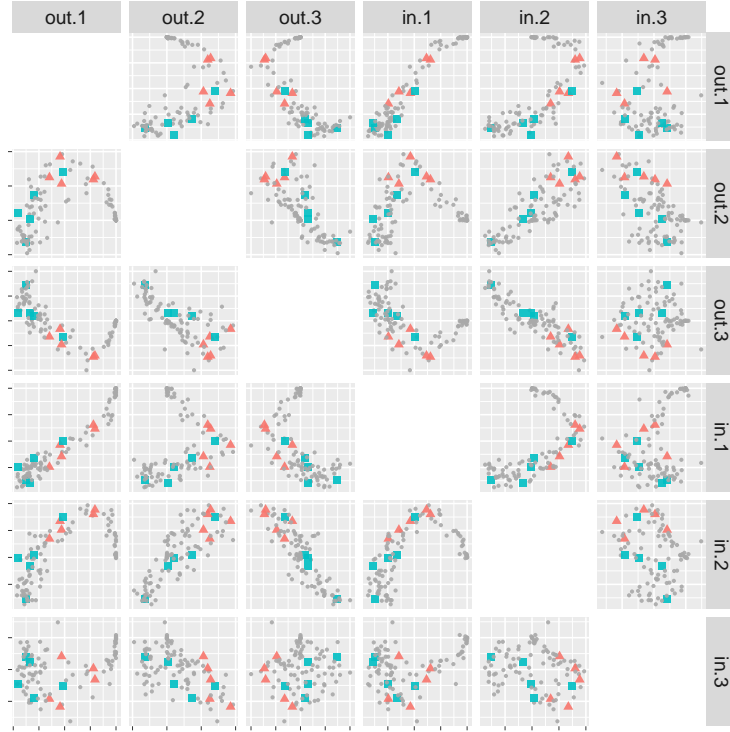 out.1 out.2 out.3 in.1 in.2 in.3
out.1
out.2
out.3
in.1
in.2
in.3